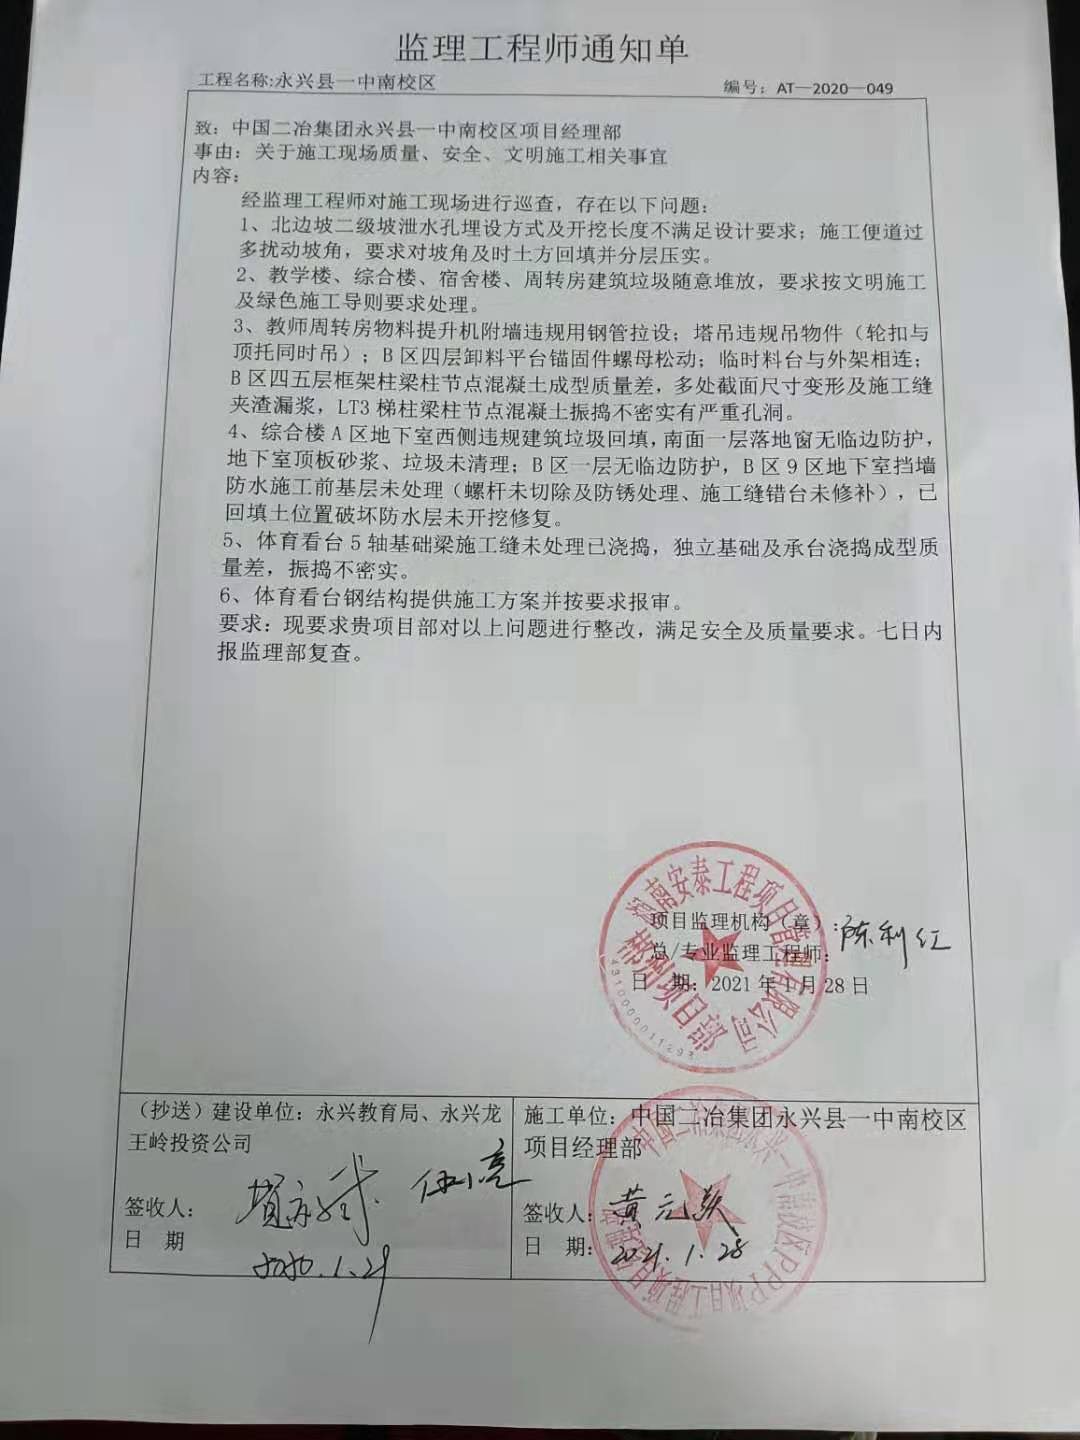 监理工程师通知单
工程名称:永兴县一中南校区
编号：AT—2020—049
致：中国二冶集团永兴县一中南校区项目经理部
事由：关于施工现场质量、安全、文明施工相关事宜
内容：
经监理工程师对施工现场进行巡查，存在以下问题：
1、北边坡二级坡泄水孔埋设方式及开挖长度不满足设计要求；施工便道过
多扰动坡角，要求对坡角及时土方回填并分层压实。
2、教学楼、综合楼、宿舍楼、周转房建筑垃圾随意堆放，要求按文明施工
及绿色施工导则要求处理。
3、教师周转房物料提升机附墙违规用钢管拉设；塔吊违规吊物件（轮扣与
顶托同时吊）；B区四层卸料平台锚固件螺母松动；临时料台与外架相连；
B区四五层框架柱梁柱节点混凝土成型质量差，多处截面尺寸变形及施工缝
夹渣漏浆，LT3梯柱梁柱节点混凝土振捣不密实有严重孔洞。
4、综合楼A区地下室西侧违规建筑垃圾回填，南面一层落地窗无临边防护，
地下室顶板砂浆、垃圾未清理；B区一层无临边防护，B区9区地下室挡墙
防水施工前基层未处理（螺杆未切除及防锈处理、施工缝错台未修补），已
回填土位置破坏防水层未开挖修复。
5、体育看台5轴基础梁施工缝未处理已浇捣，独立基础及承台浇捣成型质
量差，振捣不密实。
6、体育看台钢结构提供施工方案并按要求报审。
要求：现要求贵项目部对以上问题进行整改，满足安全及质量要求。七日内
报监理部复查。
湖南安泰工程项目管理有限公司
郴州项目部
4310000011293
项目监理机构（章）：陈利红
总/专业监理工程师：
日 期：2021年1月28日
（抄送）建设单位：永兴教育局、永兴龙
王岭投资公司
签收人：
日 期
2020.1.29
施工单位：中国二冶集团永兴县一中南校区
项目经理部
签收人：黄元跃
日 期：2021.1.28